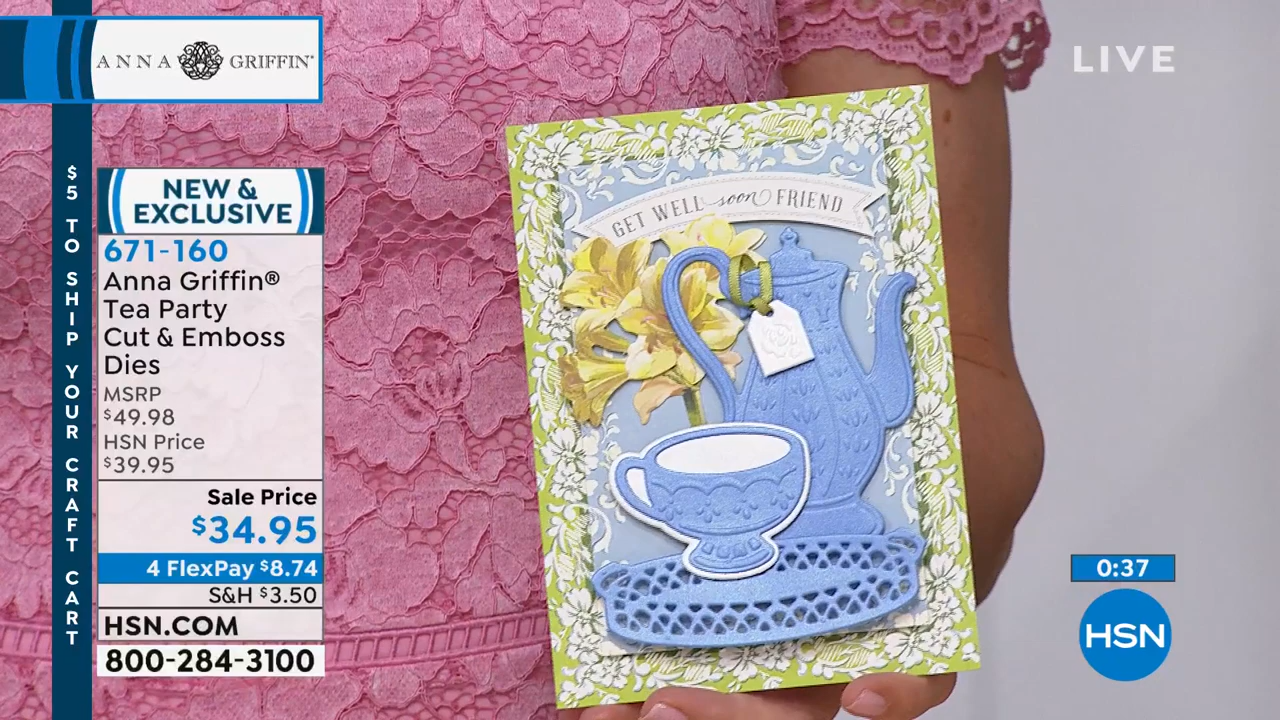 ANNA GRIFFIN®
LIVE
$5 TO SHIP YOUR CRAFT CART
NEW &
EXCLUSIVE
671-160
Anna Griffin®
Tea Party
Cut & Emboss
Dies
MSRP
$49.98
HSN Price
$39.95
Sale Price
$34.95
4 FlexPay $8.74
S&H $3.50
HSN.COM
800-284-3100
GET WELL soon FRIEND
0:37
HSN